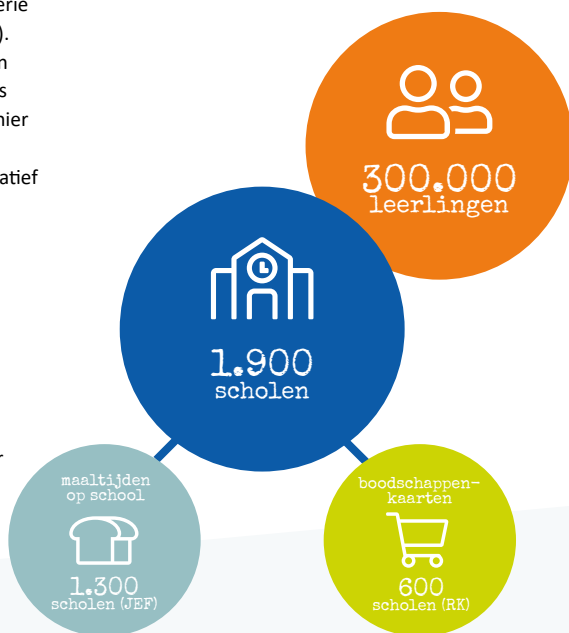 ).
300.000
leerlingen
1.900
scholen
maaltijden
op school
1.300
scholen (JEF)
boodschappen-
kaarten
600
scholen (RK)